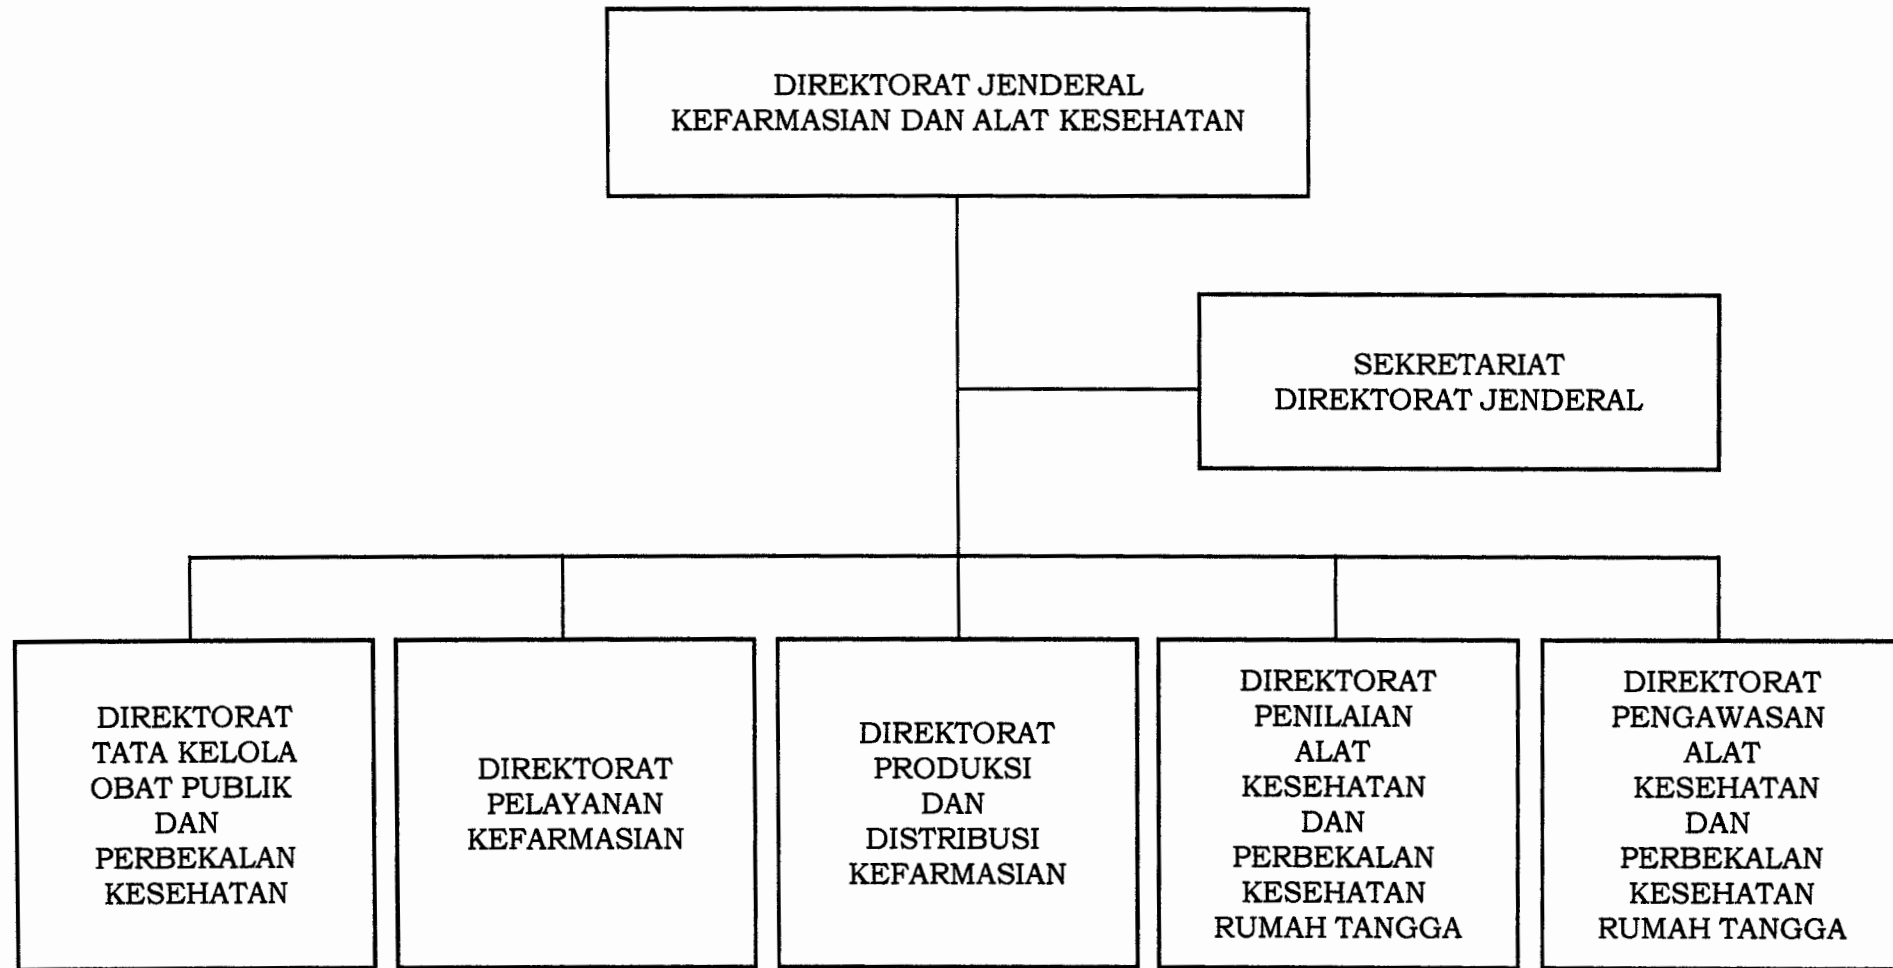 DIREKTORAT JENDERAL
KEFARMASIAN DAN ALAT KESEHATAN
SEKRETARIAT
DIREKTORAT JENDERAL
DIREKTORAT
TATA KELOLA
OBAT PUBLIK
DAN
PERBEKALAN
KESEHATAN
DIREKTORAT
PELAYANAN
KEFARMASIAN
DIREKTORAT
PRODUKSI
DAN
DISTRIBUSI
KEFARMASIAN
DIREKTORAT
PENILAIAN
ALAT
KESEHATAN
DAN
PERBEKALAN
KESEHATAN
RUMAH TANGGA
DIREKTORAT
PENGAWASAN
ALAT
KESEHATAN
DAN
PERBEKALAN
KESEHATAN
RUMAH TANGGA